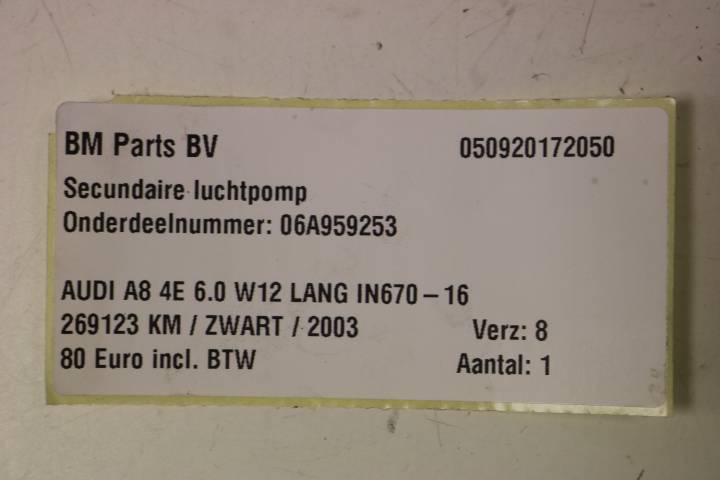 BM Parts BV 050920172050
Secundaire luchtpomp
Onderdeelnummer: 06A959253
AUDI A8 4E 6.0 W12 LANG IN670-16
269123 KM / ZWART / 2003 Verz: 8
80 Euro incl. BTW Aantal: 1